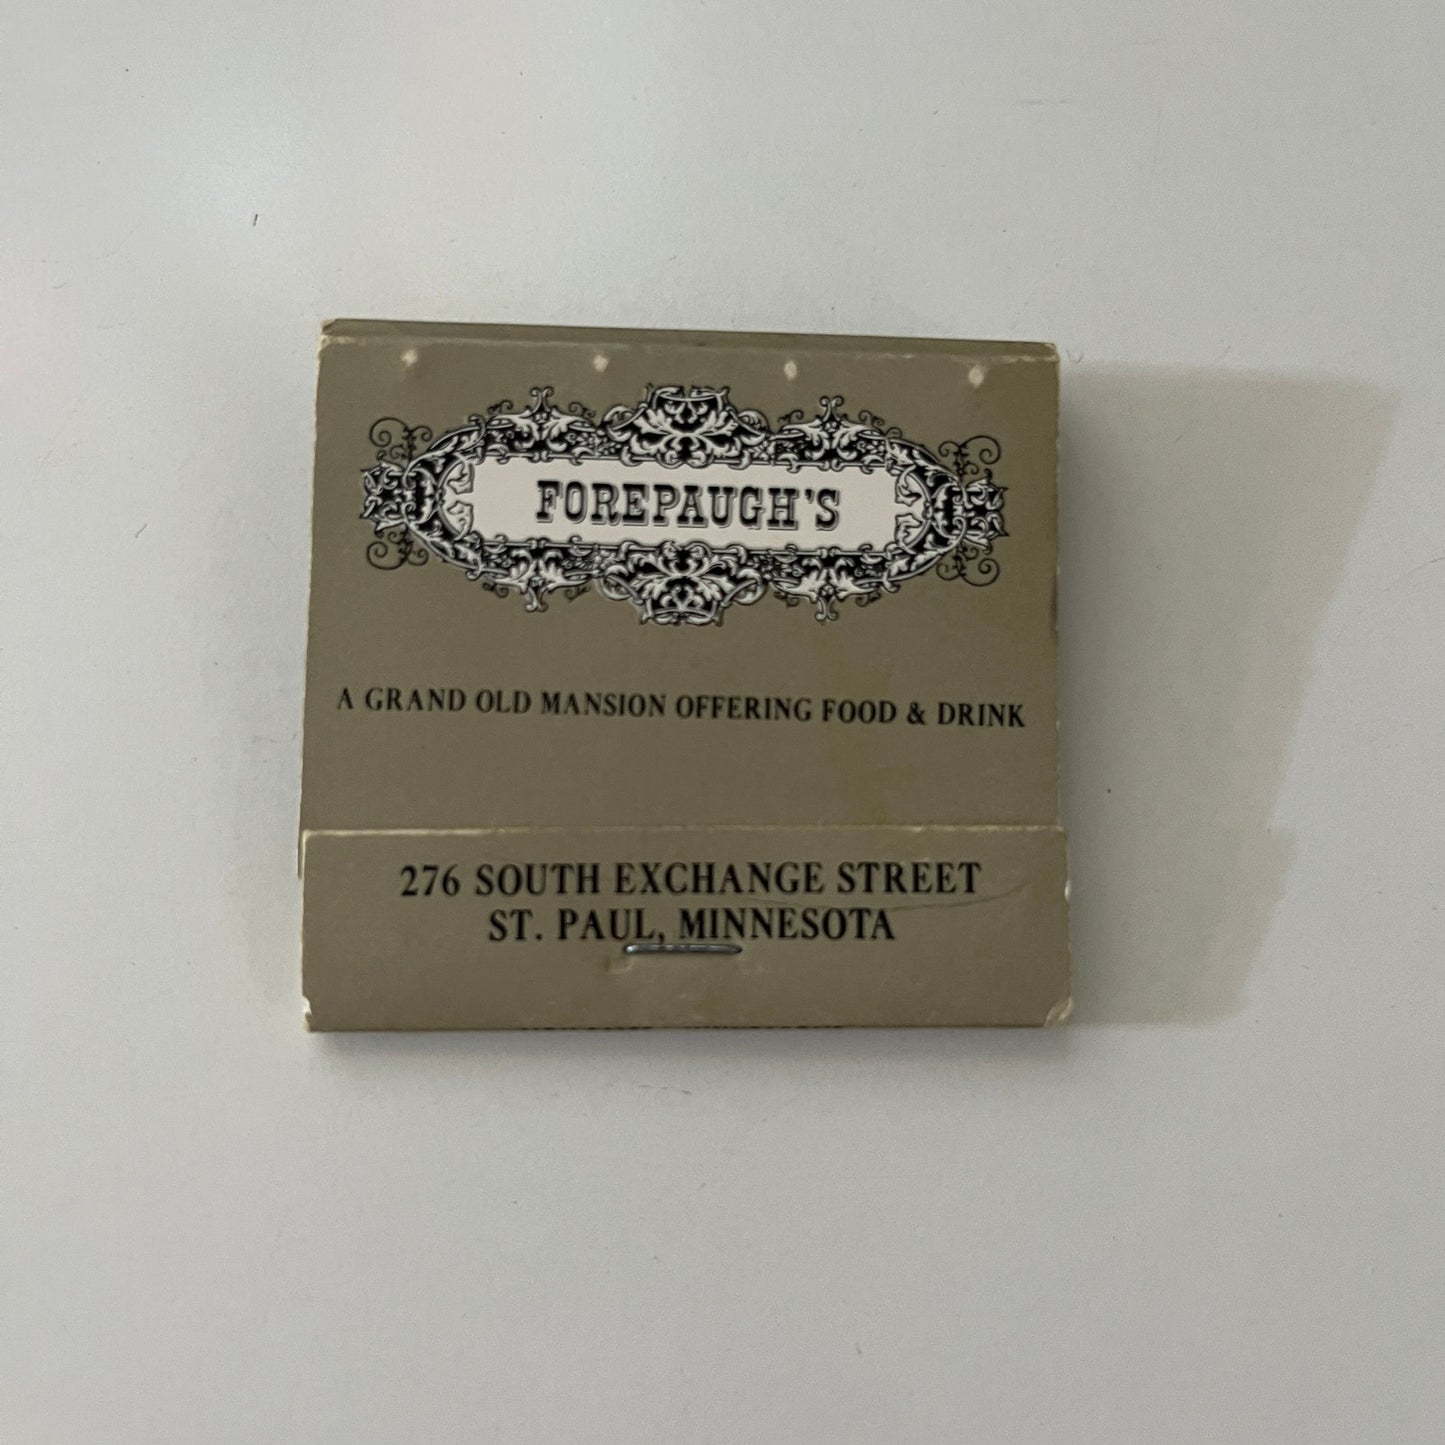 FOREPAUGH'S
A GRAND OLD MANSION OFFERING FOOD & DRINK
276 SOUTH EXCHANGE STREET
ST. PAUL, MINNESOTA